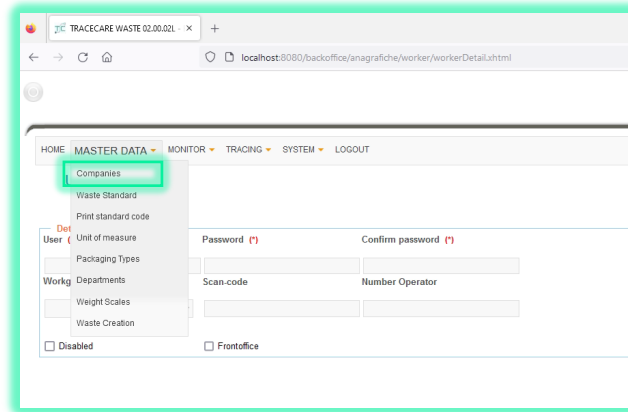 TRACECARE WASTE 02.00.02L
localhost:8080/backoffice/anagrafiche/worker/workerDetail.xhtml
HOME MASTER DATA MONITOR TRACING SYSTEM LOGOUT
Companies
Waste Standard
Print standard code
Unit of measure
Packaging Types
Departments
Weight Scales
Waste Creation
User Password (*) Confirm password (*)
Scan-code Number Operator
Disabled Frontoffice